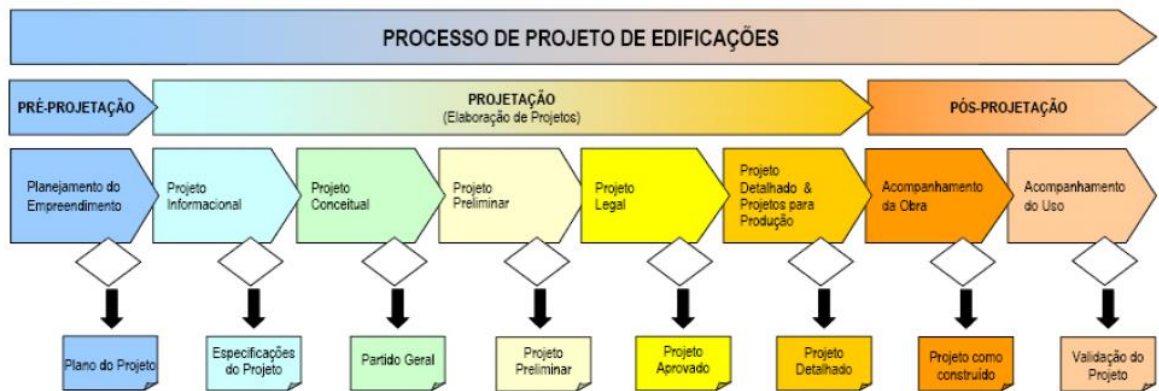 PROCESSO DE PROJETO DE EDIFICAÇÕES
PRÉ-PROJETAÇÃO
PROJETAÇÃO
(Elaboração de Projetos)
PÓS-PROJETAÇÃO
Planejamento do
Empreendimento
Projeto
Informacional
Projeto
Conceitual
Projeto
Preliminar
Projeto
Legal
Projeto
Detalhado &
Projetos para
Produção
Acompanhamento
da Obra
Acompanhamento
do Uso
Plano do Projeto
Especificações
do Projeto
Partido Geral
Projeto
Preliminar
Projeto
Aprovado
Projeto
Detalhado
Projeto como
construído
Validação do
Projeto